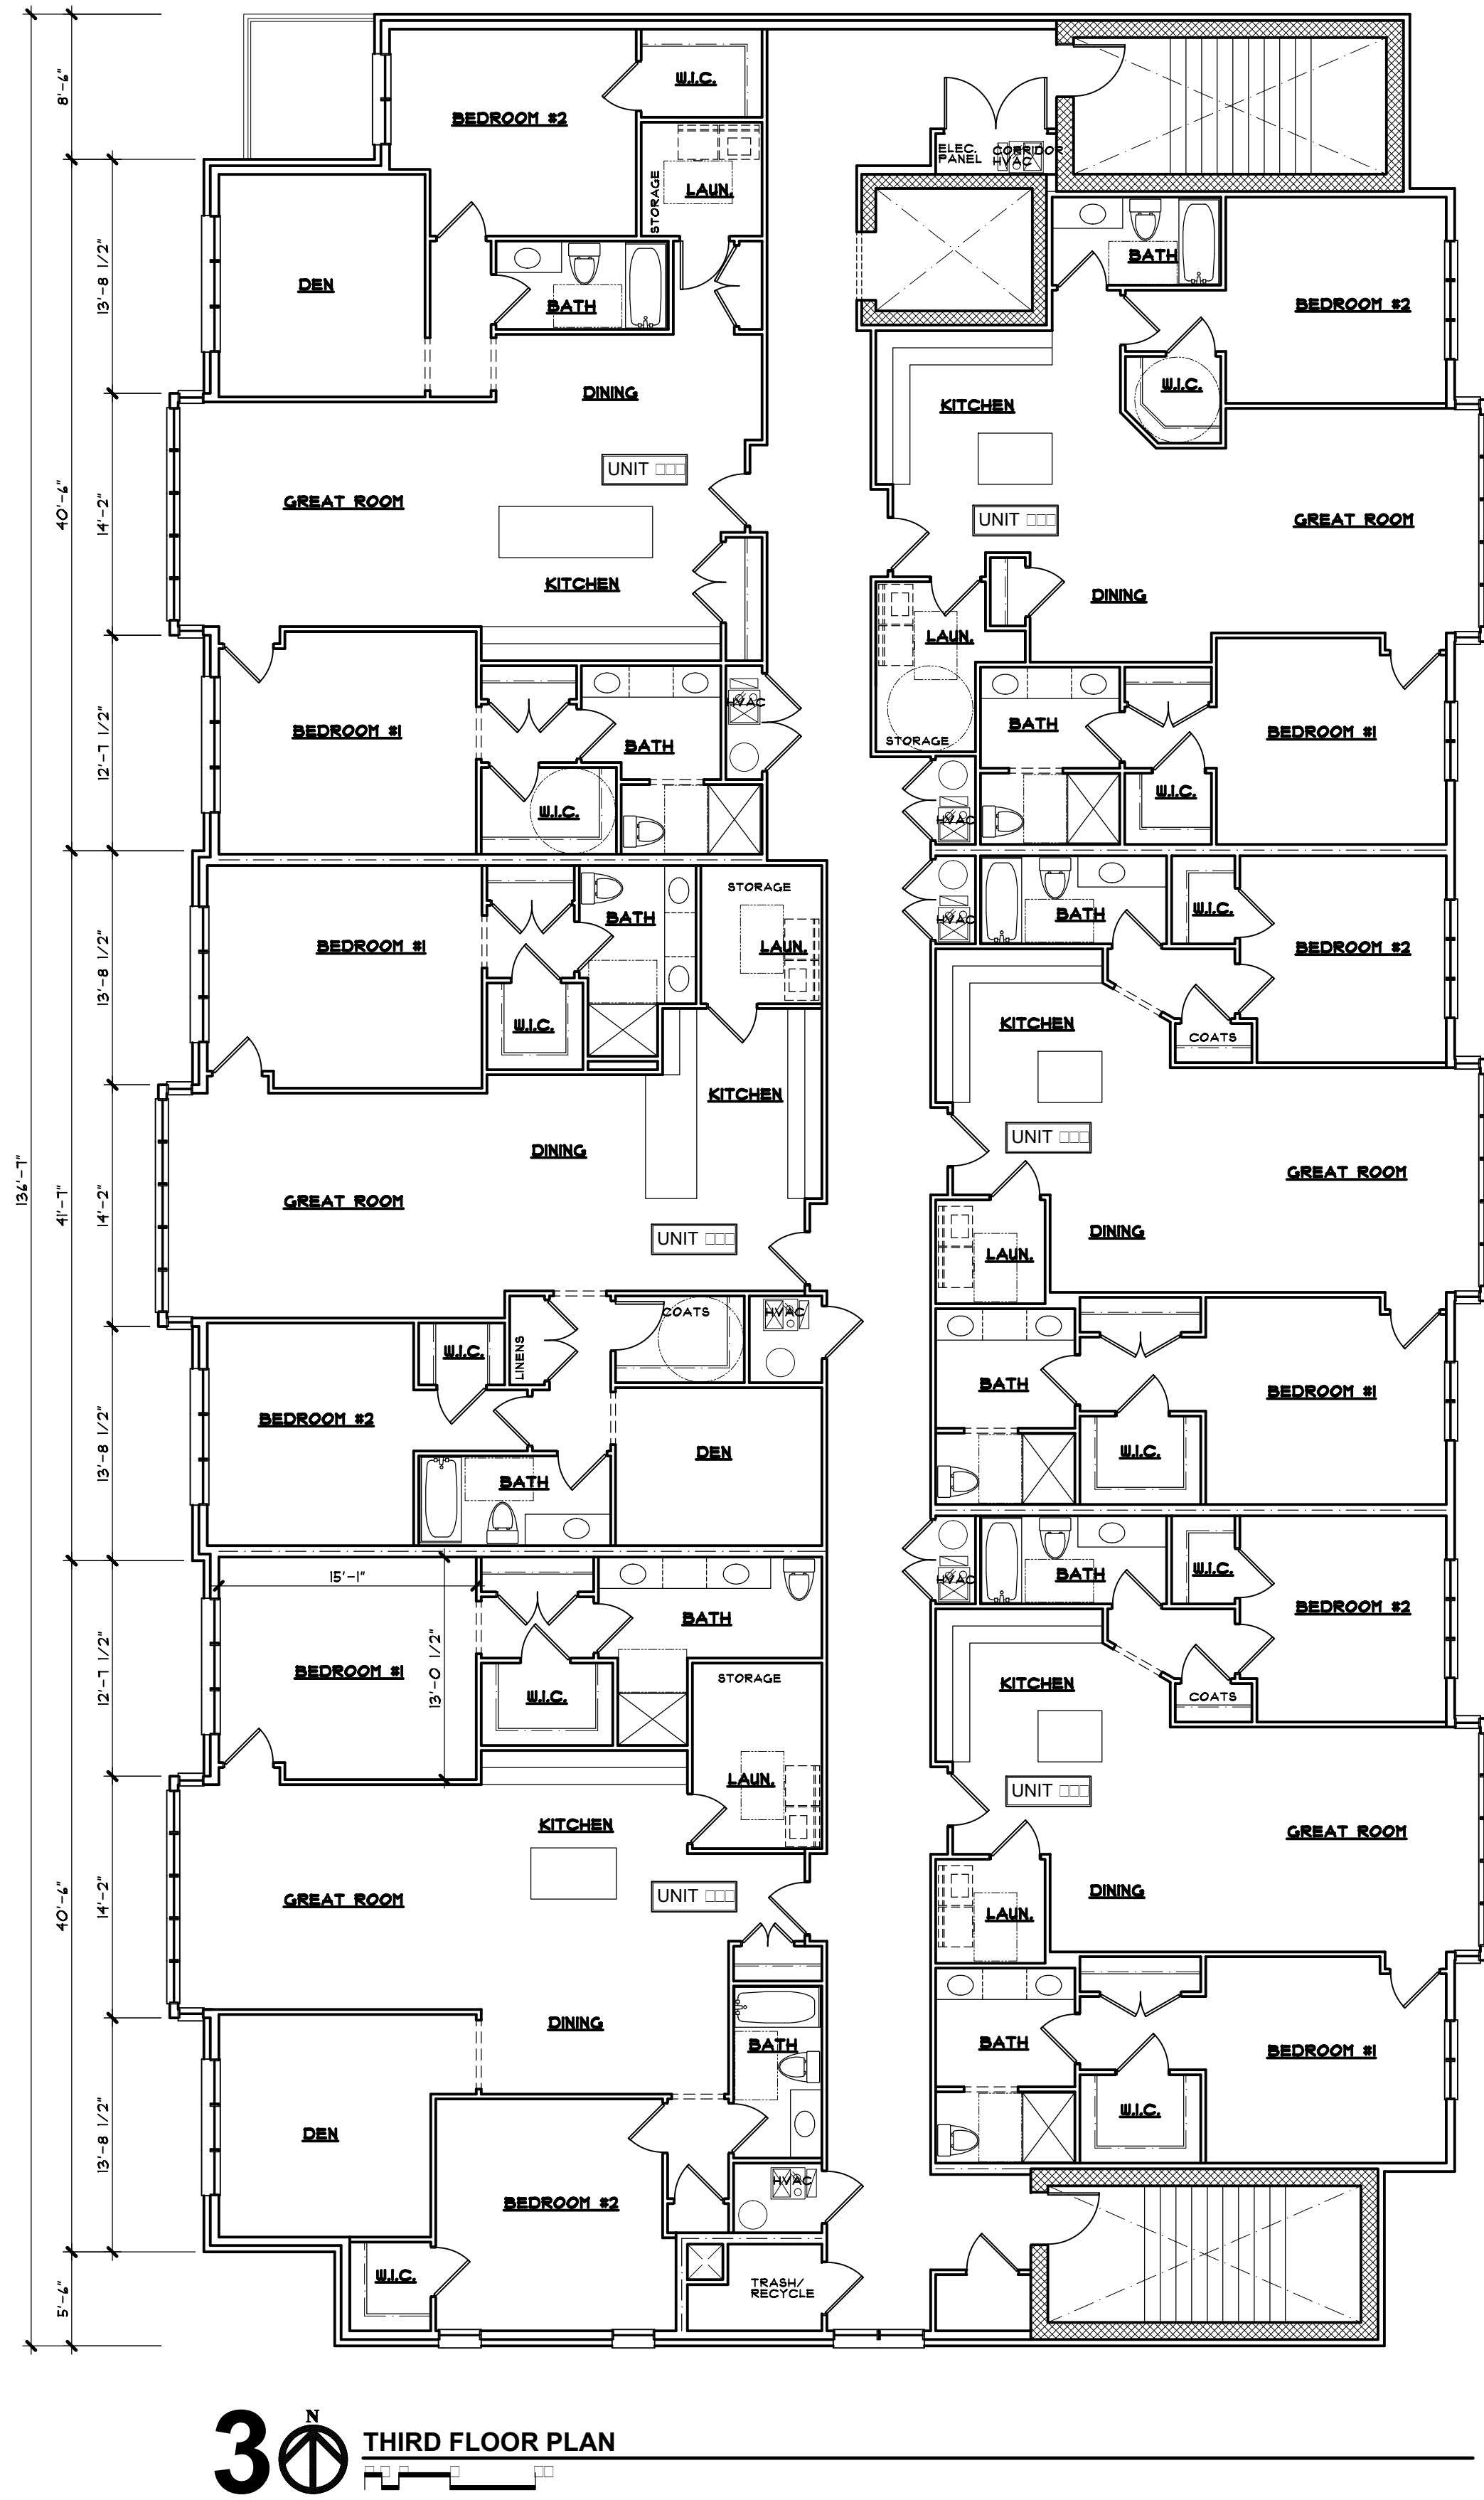 8'-6"
W.I.C.
BEDROOM #2
ELEC.
PANEL
CORRIDOR
HVAC
STORAGE
LAUN.
13'-8 1/2"
DEN
BATH
BATH
BEDROOM #2
DINING
W.I.C.
KITCHEN
40'-6"
14'-2"
UNIT
GREAT ROOM
UNIT
GREAT ROOM
KITCHEN
DINING
LAUN.
12'-7 1/2"
BEDROOM #1
HVAC
BATH
STORAGE
BATH
BEDROOM #1
W.I.C.
W.I.C.
HVAC
STORAGE
BATH
W.I.C.
13'-8 1/2"
BEDROOM #1
BATH
LAUN.
HVAC
BEDROOM #2
W.I.C.
KITCHEN
COATS
KITCHEN
136'-7"
41'-7"
14'-2"
DINING
UNIT
GREAT ROOM
GREAT ROOM
UNIT
DINING
LAUN.
COATS
HVAC
LINENS
W.I.C.
13'-8 1/2"
BEDROOM #2
DEN
BATH
BEDROOM #1
BATH
W.I.C.
15'-1"
HVAC
BATH
W.I.C.
12'-7 1/2"
BEDROOM #1
13'-0 1/2"
BATH
BEDROOM #2
W.I.C.
STORAGE
KITCHEN
COATS
LAUN.
UNIT
KITCHEN
GREAT ROOM
40'-6"
14'-2"
GREAT ROOM
UNIT
DINING
LAUN.
DINING
BATH
BATH
BEDROOM #1
13'-8 1/2"
DEN
W.I.C.
BEDROOM #2
HVAC
5'-6"
W.I.C.
TRASH/
RECYCLE
N
3
THIRD FLOOR PLAN